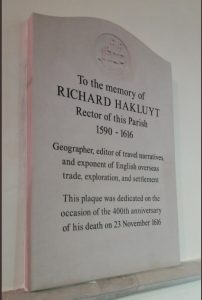 To the memory of
RICHARD HAKLUYT
Rector of this Parish
1590 - 1616
Geographer, editor of travel narratives,
and exponent of English overseas
trade, exploration, and settlement
This plaque was dedicated on the
occasion of the 400th anniversary
of his death on 23 November 1616